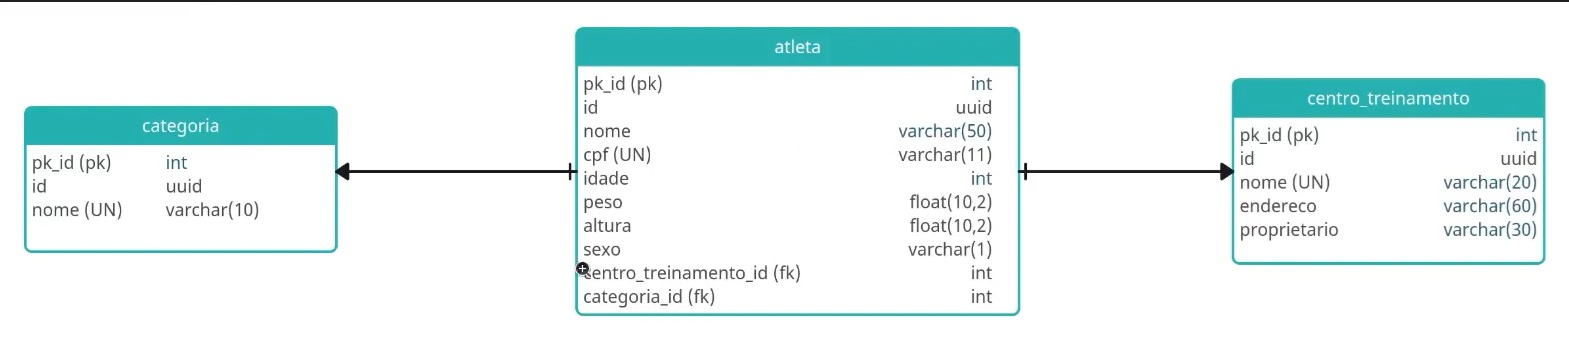 categoria
pk_id (pk) int
id uuid
nome (UN) varchar(10)
atleta
pk_id (pk) int
id uuid
nome varchar(50)
cpf (UN) varchar(11)
idade int
peso float(10,2)
altura float(10,2)
sexo varchar(1)
centro_treinamento_id (fk) int
categoria_id (fk) int
centro_treinamento
pk_id (pk) int
id uuid
nome (UN) varchar(20)
endereco varchar(60)
proprietario varchar(30)